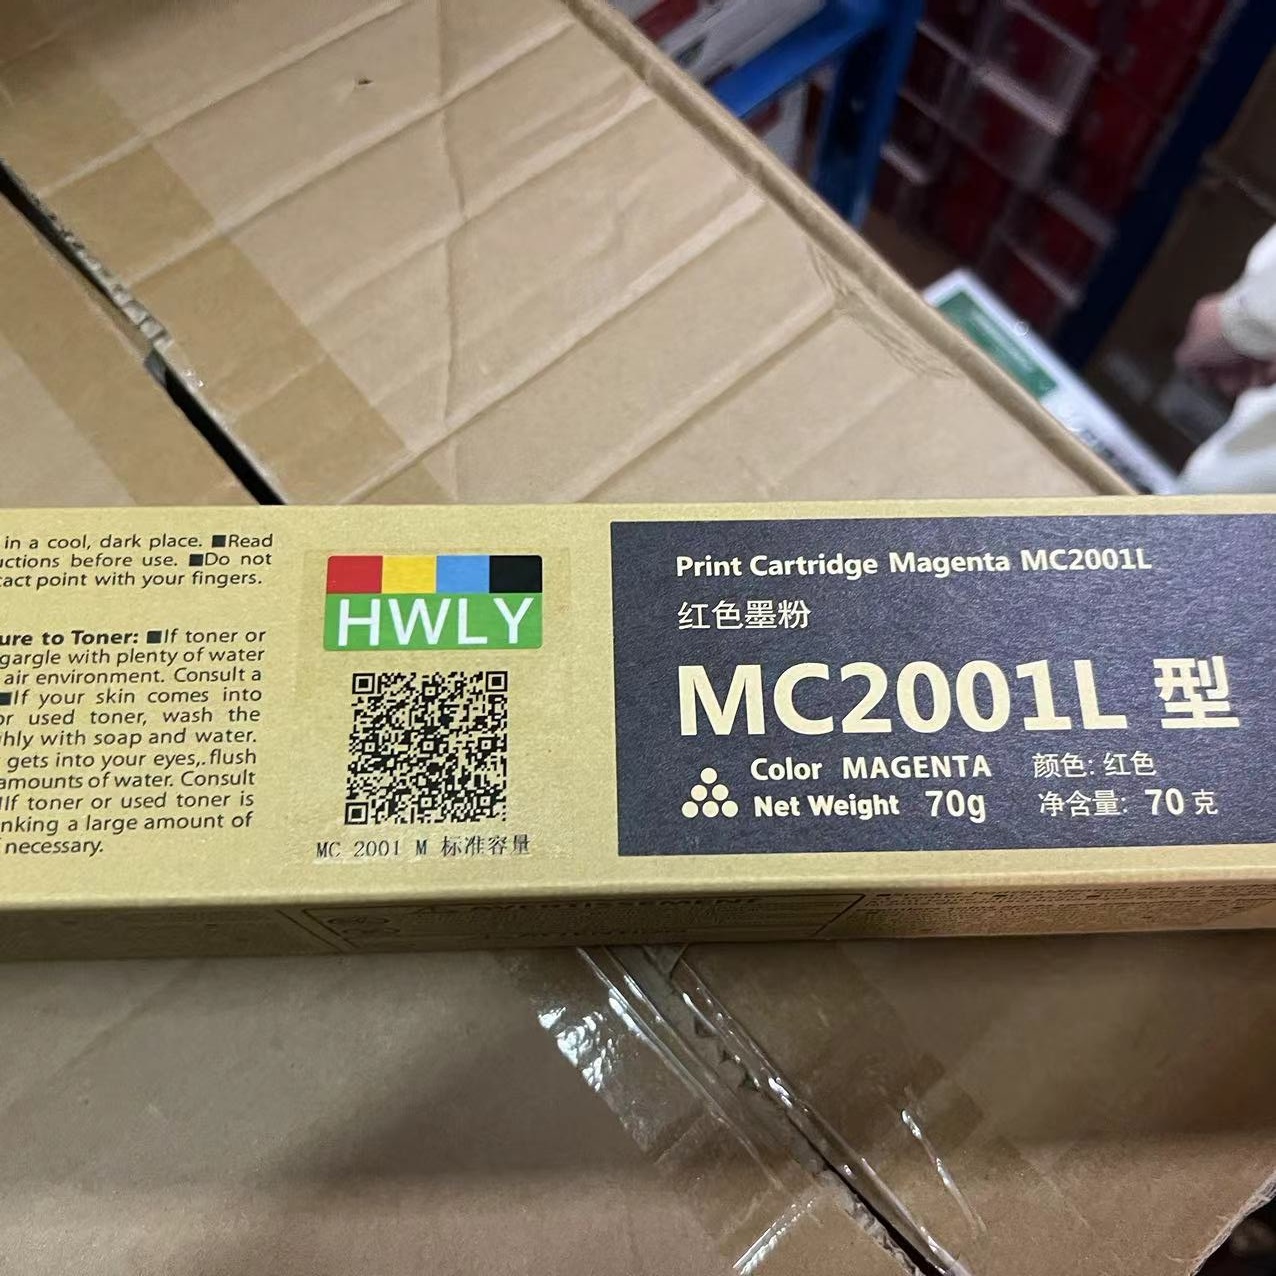 in a cool, dark place. ■Read
uctions before use. ■Do not
tact point with your fingers.
ure to Toner: ■If toner or
gargle with plenty of water
air environment. Consult a
■If your skin comes into
or used toner, wash the
hly with soap and water.
gets into your eyes,. flush
amounts of water. Consult
If toner or used toner is
nking a large amount of
necessary.
HWLY
MC 2001 M 标准容量
Print Cartridge Magenta MC2001L
红色墨粉
MC2001L 型
Color MAGENTA 颜色: 红色
Net Weight 70g 净含量: 70 克